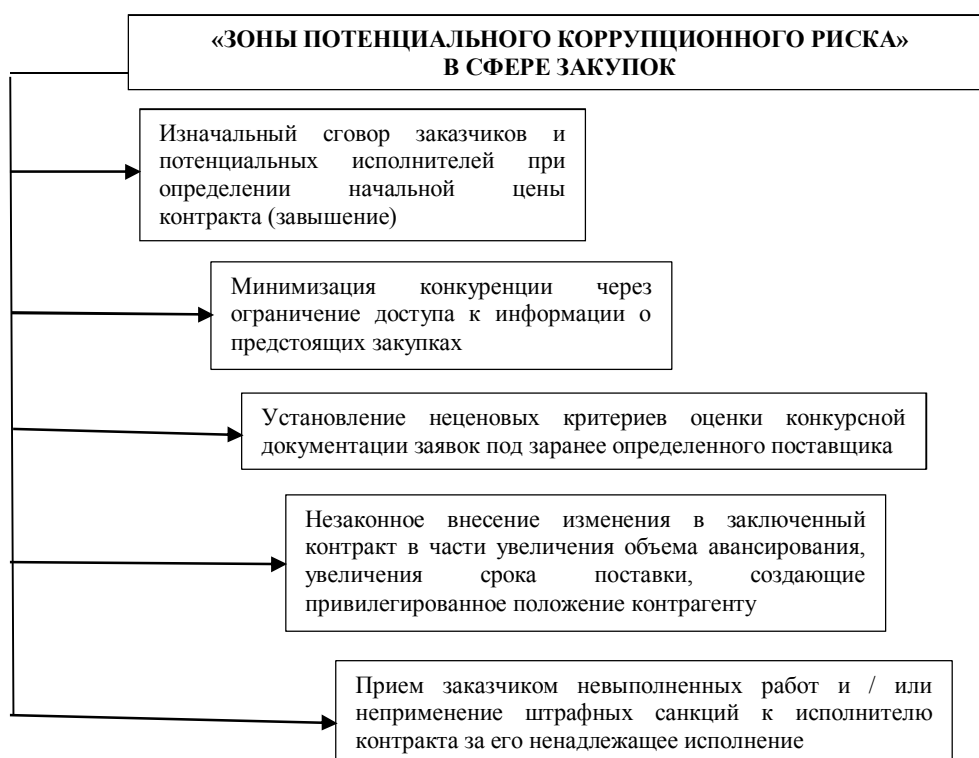 «ЗОНЫ ПОТЕНЦИАЛЬНОГО КОРРУПЦИОННОГО РИСКА»
В СФЕРЕ ЗАКУПОК
Изначальный сговор заказчиков и
потенциальных исполнителей при
определении начальной цены
контракта (завышение)
Минимизация конкуренции через
ограничение доступа к информации о
предстоящих закупках
Установление неценовых критериев оценки конкурсной
документации заявок под заранее определенного поставщика
Незаконное внесение изменения в заключенный
контракт в части увеличения объема авансирования,
увеличения срока поставки, создающие
привилегированное положение контрагенту
Прием заказчиком невыполненных работ и / или
неприменение штрафных санкций к исполнителю
контракта за его ненадлежащее исполнение